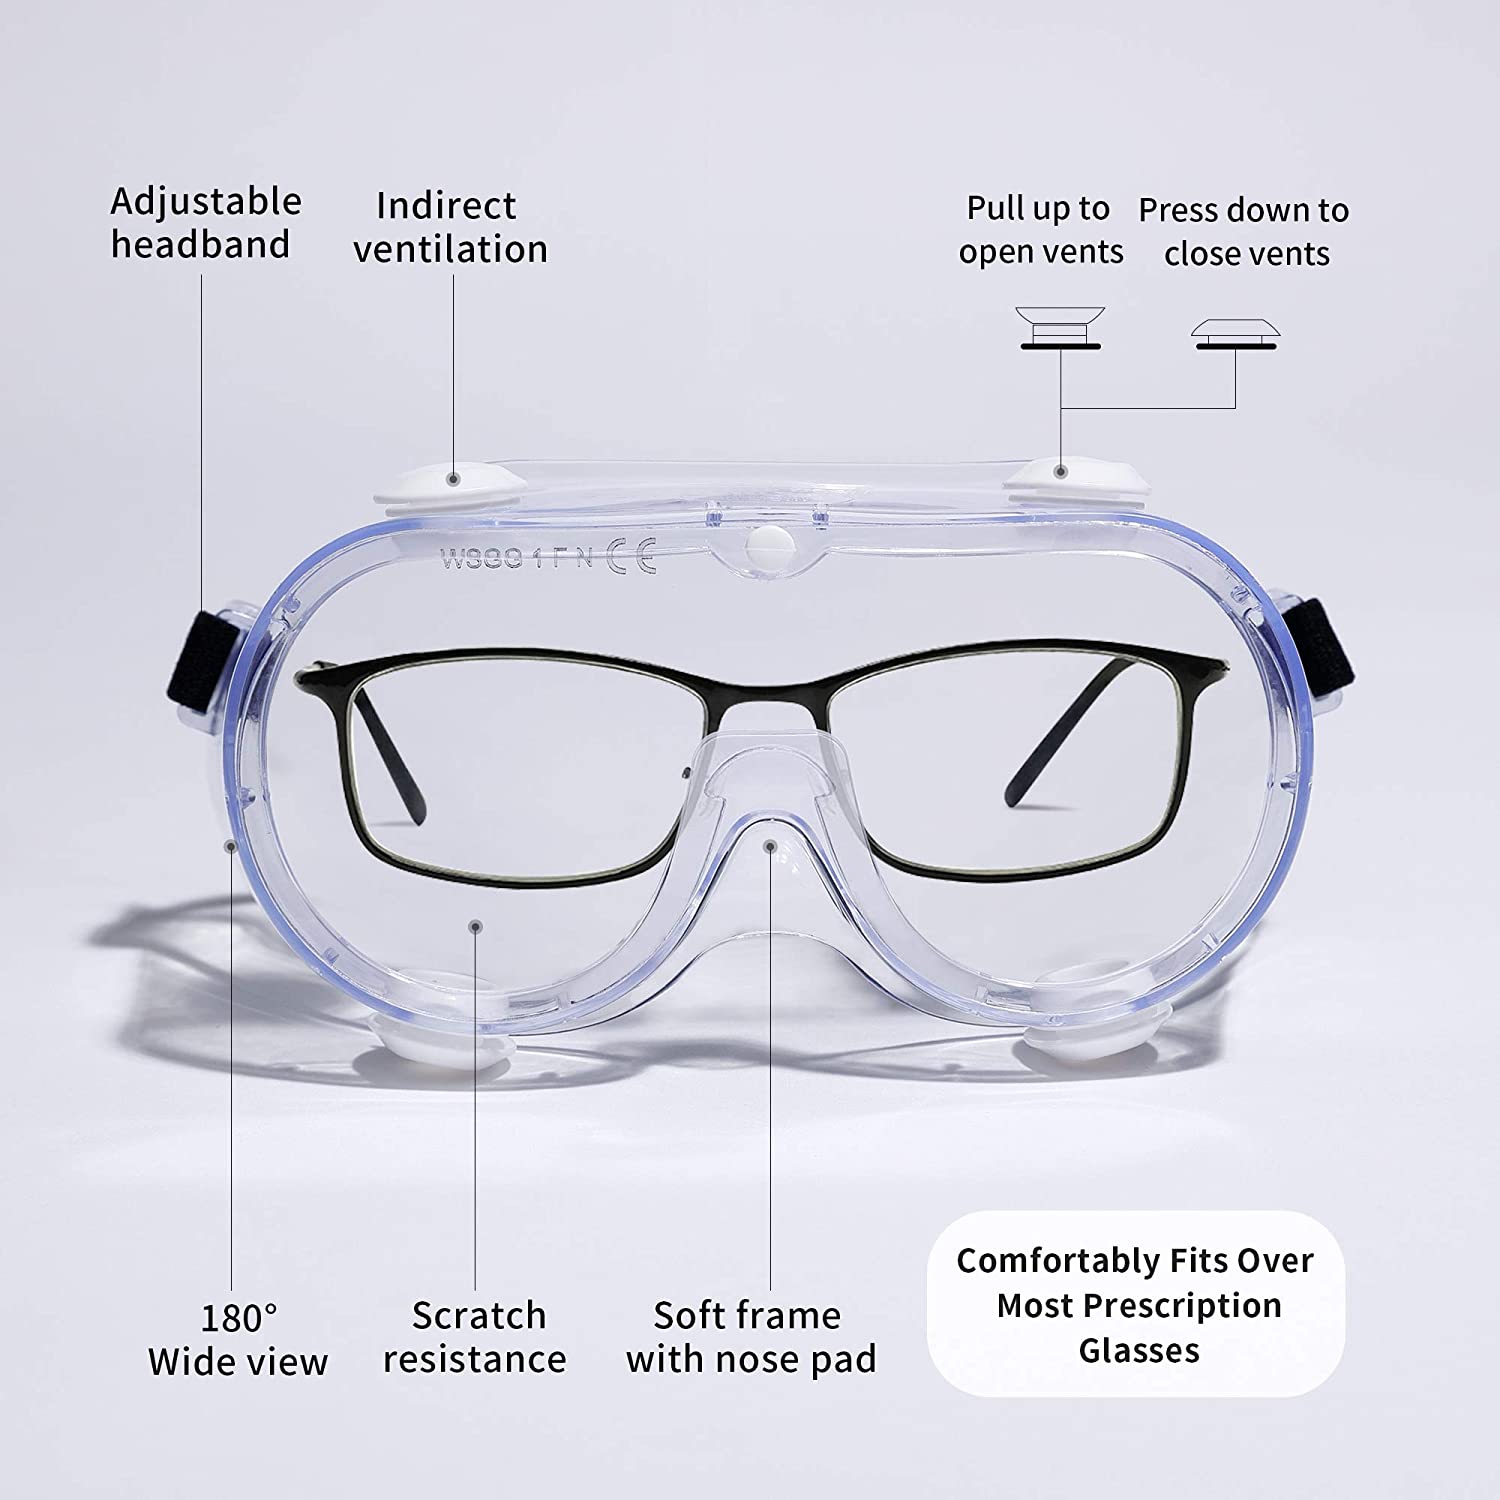 Adjustable
headband
Indirect
ventilation
Pull up to
open vents
Press down to
close vents
CE
180°
Wide view
Scratch
resistance
Soft frame
with nose pad
Comfortably Fits Over
Most Prescription
Glasses